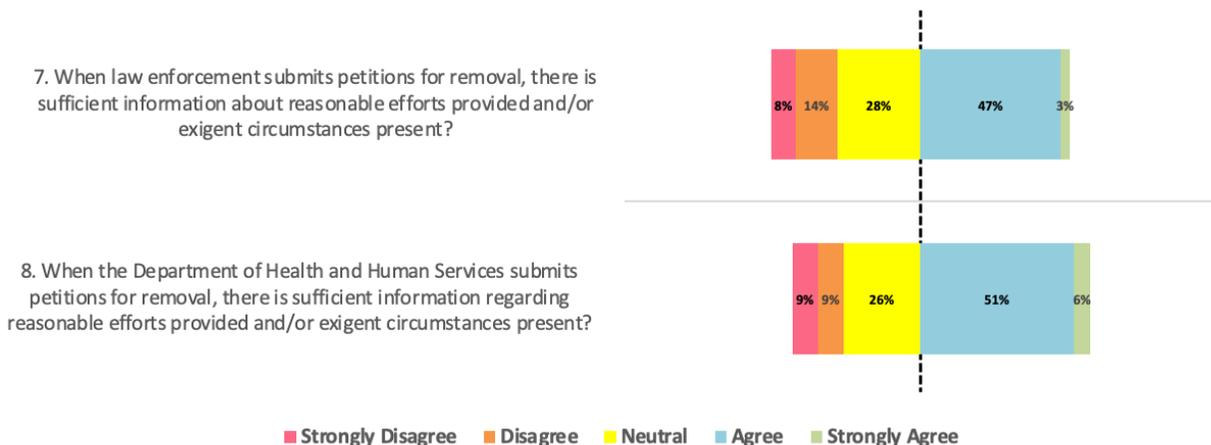 7. When law enforcement submits petitions for removal, there is
sufficient information about reasonable efforts provided and/or
exigent circumstances present?
8% 14% 28% 47% 3%
8. When the Department of Health and Human Services submits
petitions for removal, there is sufficient information regarding
reasonable efforts provided and/or exigent circumstances present?
9% 9% 26% 51% 6%
Strongly Disagree Disagree Neutral Agree Strongly Agree